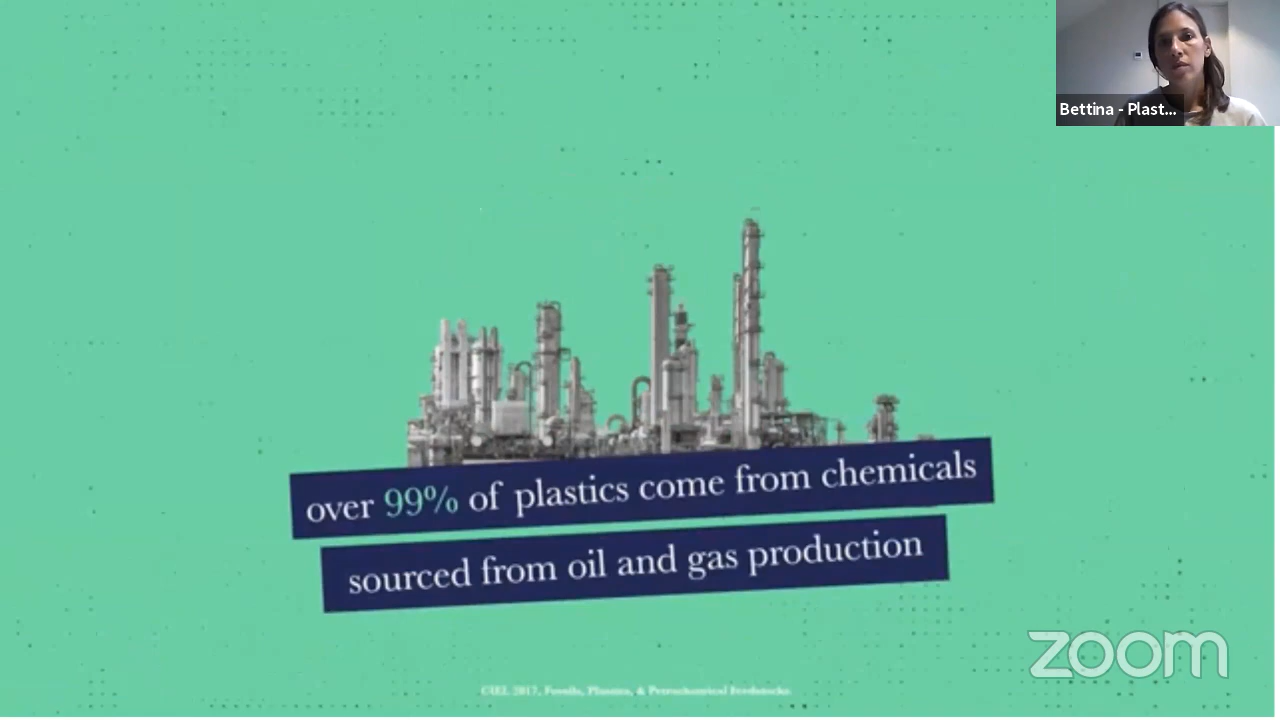 Bettina - Plast...
over 99% of plastics come from chemicals
sourced from oil and gas production
zoom
CIEL 2017, Fossils, Plastics, & Petrochemical Feedstocks